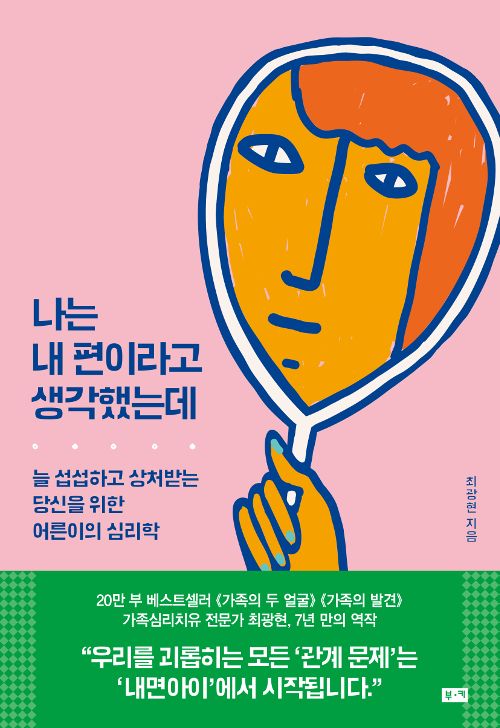 나는
내 편이라고
생각했는데
늘 섭섭하고 상처받는
당신을 위한
어른이의 심리학
최광현 지음
20만 부 베스트셀러 《가족의 두 얼굴》 《가족의 발견》
가족심리치유 전문가 최광현, 7년 만의 역작
“우리를 괴롭히는 모든 ‘관계 문제’는
‘내면아이’에서 시작됩니다.”
부·키